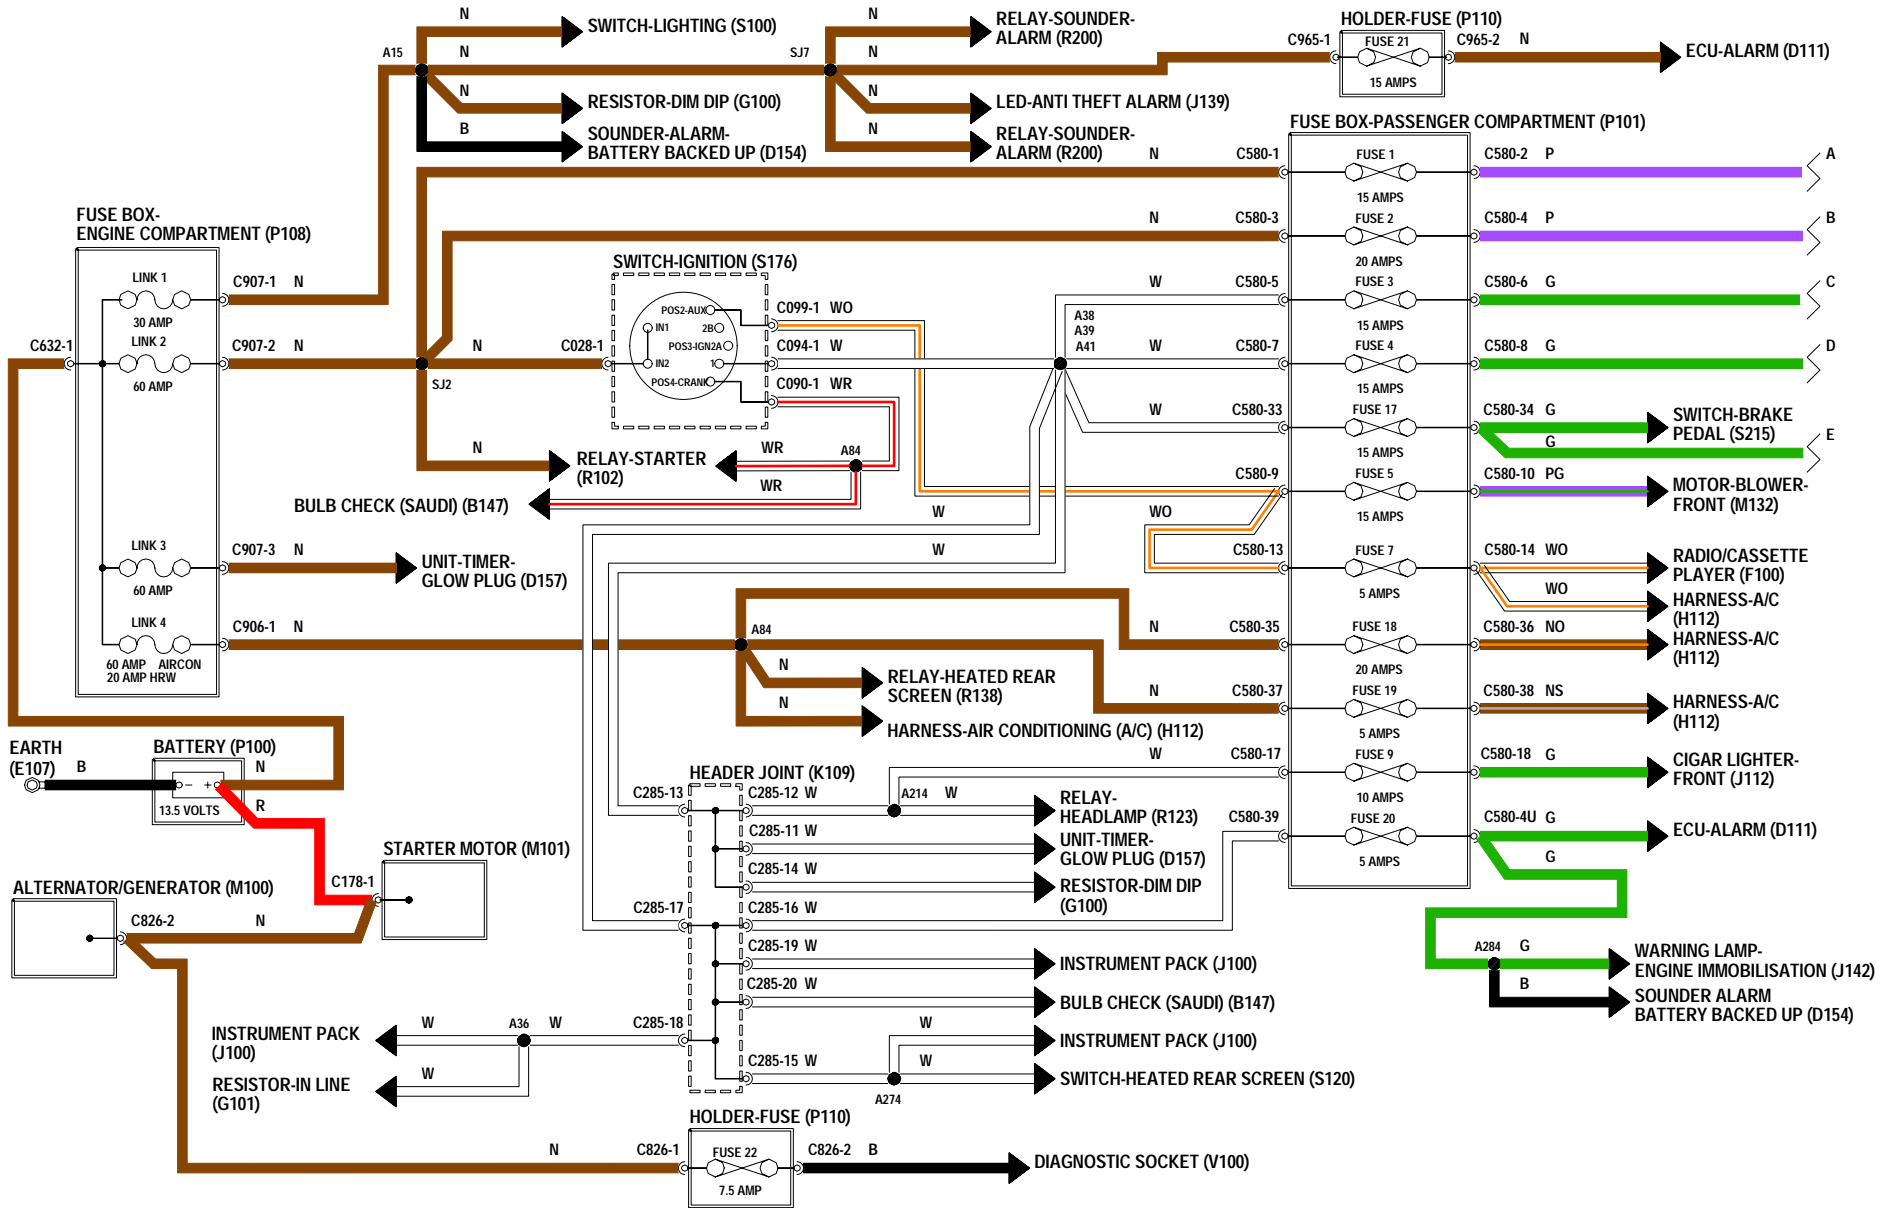 N
SWITCH-LIGHTING (S100)
A15
N
N
RESISTOR-DIM DIP (G100)
B
SOUNDER-ALARM-
BATTERY BACKED UP (D154)
SJ7
N
RELAY-SOUNDER-
ALARM (R200)
N
N
LED-ANTI THEFT ALARM (J139)
N
RELAY-SOUNDER-
ALARM (R200)
HOLDER-FUSE (P110)
C965-1
FUSE 21
15 AMPS
C965-2
N
ECU-ALARM (D111)
FUSE BOX-PASSENGER COMPARTMENT (P101)
N
C580-1
FUSE 1
15 AMPS
C580-2
P
A
N
C580-3
FUSE 2
20 AMPS
C580-4
P
B
W
C580-5
FUSE 3
15 AMPS
C580-6
G
C
A38
A39
A41
W
C580-7
FUSE 4
15 AMPS
C580-8
G
D
W
C580-33
FUSE 17
15 AMPS
C580-34
G
SWITCH-BRAKE
PEDAL (S215)
G
E
C580-9
FUSE 5
15 AMPS
C580-10
PG
MOTOR-BLOWER-
FRONT (M132)
WO
C580-13
FUSE 7
5 AMPS
C580-14
WO
RADIO/CASSETTE
PLAYER (F100)
WO
HARNESS-A/C
(H112)
N
C580-35
FUSE 18
20 AMPS
C580-36
NO
HARNESS-A/C
(H112)
N
C580-37
FUSE 19
5 AMPS
C580-38
NS
HARNESS-A/C
(H112)
W
C580-17
FUSE 9
10 AMPS
C580-18
G
CIGAR LIGHTER-
FRONT (J112)
C580-39
FUSE 20
5 AMPS
C580-4U
G
ECU-ALARM (D111)
G
A284
G
WARNING LAMP-
ENGINE IMMOBILISATION (J142)
B
SOUNDER ALARM
BATTERY BACKED UP (D154)
FUSE BOX-
ENGINE COMPARTMENT (P108)
C632-1
LINK 1
30 AMP
C907-1
N
LINK 2
60 AMP
C907-2
N
SJ2
N
C028-1
LINK 3
60 AMP
C907-3
N
UNIT-TIMER-
GLOW PLUG (D157)
LINK 4
60 AMP
AIRCON
20 AMP HRW
C906-1
N
SWITCH-IGNITION (S176)
POS2-AUX
IN1
2B
POS3-IGN2A
IN2
1
POS4-CRANK
C099-1
WO
C094-1
W
C090-1
WR
N
RELAY-STARTER
(R102)
WR
A84
WR
BULB CHECK (SAUDI) (B147)
W
W
A84
N
RELAY-HEATED REAR
SCREEN (R138)
N
HARNESS-AIR CONDITIONING (A/C) (H112)
EARTH
(E107)
B
BATTERY (P100)
-
+
13.5 VOLTS
N
R
STARTER MOTOR (M101)
C178-1
ALTERNATOR/GENERATOR (M100)
C826-2
N
HEADER JOINT (K109)
C285-13
C285-12
W
A214
W
RELAY-
HEADLAMP (R123)
C285-11
W
UNIT-TIMER-
GLOW PLUG (D157)
C285-14
W
RESISTOR-DIM DIP
(G100)
C285-17
C285-16
W
C285-19
W
INSTRUMENT PACK (J100)
C285-20
W
BULB CHECK (SAUDI) (B147)
C285-18
W
INSTRUMENT PACK (J100)
C285-15
W
W
SWITCH-HEATED REAR SCREEN (S120)
A274
INSTRUMENT PACK
(J100)
W
A36
W
RESISTOR-IN LINE
(G101)
W
HOLDER-FUSE (P110)
N
C826-1
FUSE 22
7.5 AMP
C826-2
B
DIAGNOSTIC SOCKET (V100)